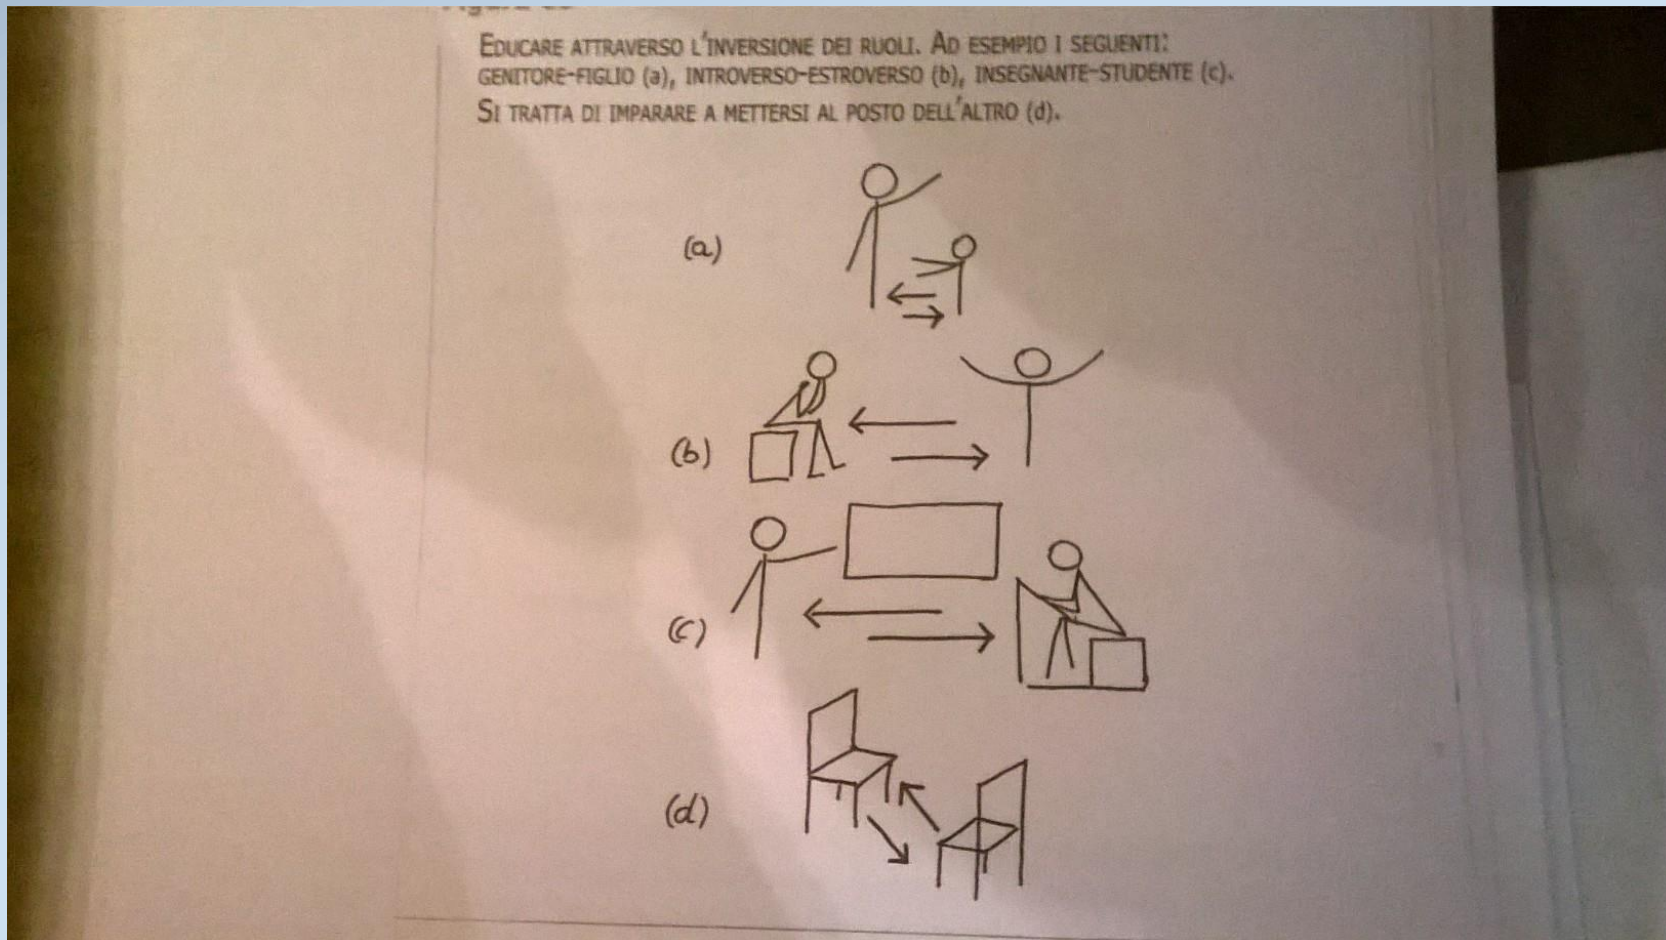 EDUCARE ATTRAVERSO L'INVERSIONE DEI RUOLI. AD ESEMPIO I SEGUENTI:
GENITORE-FIGLIO (a), INTROVERSO-ESTROVERSO (b), INSEGNANTE-STUDENTE (c).
SI TRATTA DI IMPARARE A METTERSI AL POSTO DELL'ALTRO (d).
(a)
(b)
(c)
(d)